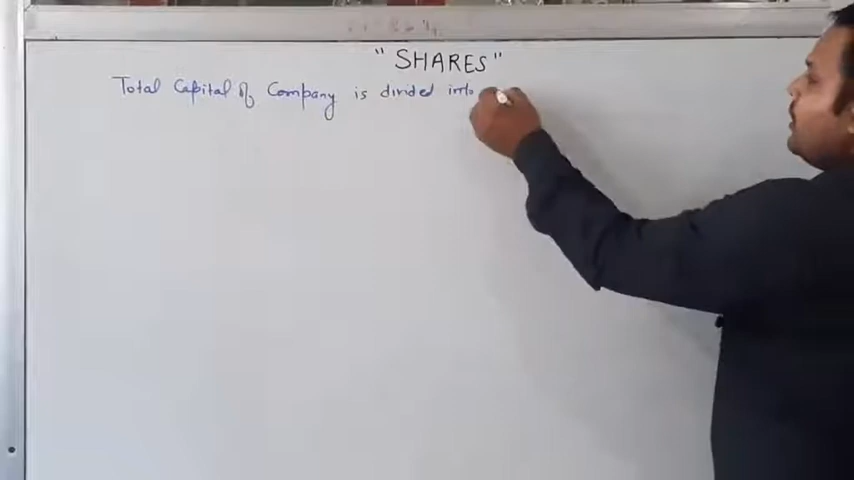 " SHARES "
Total Capital of Company is divided into